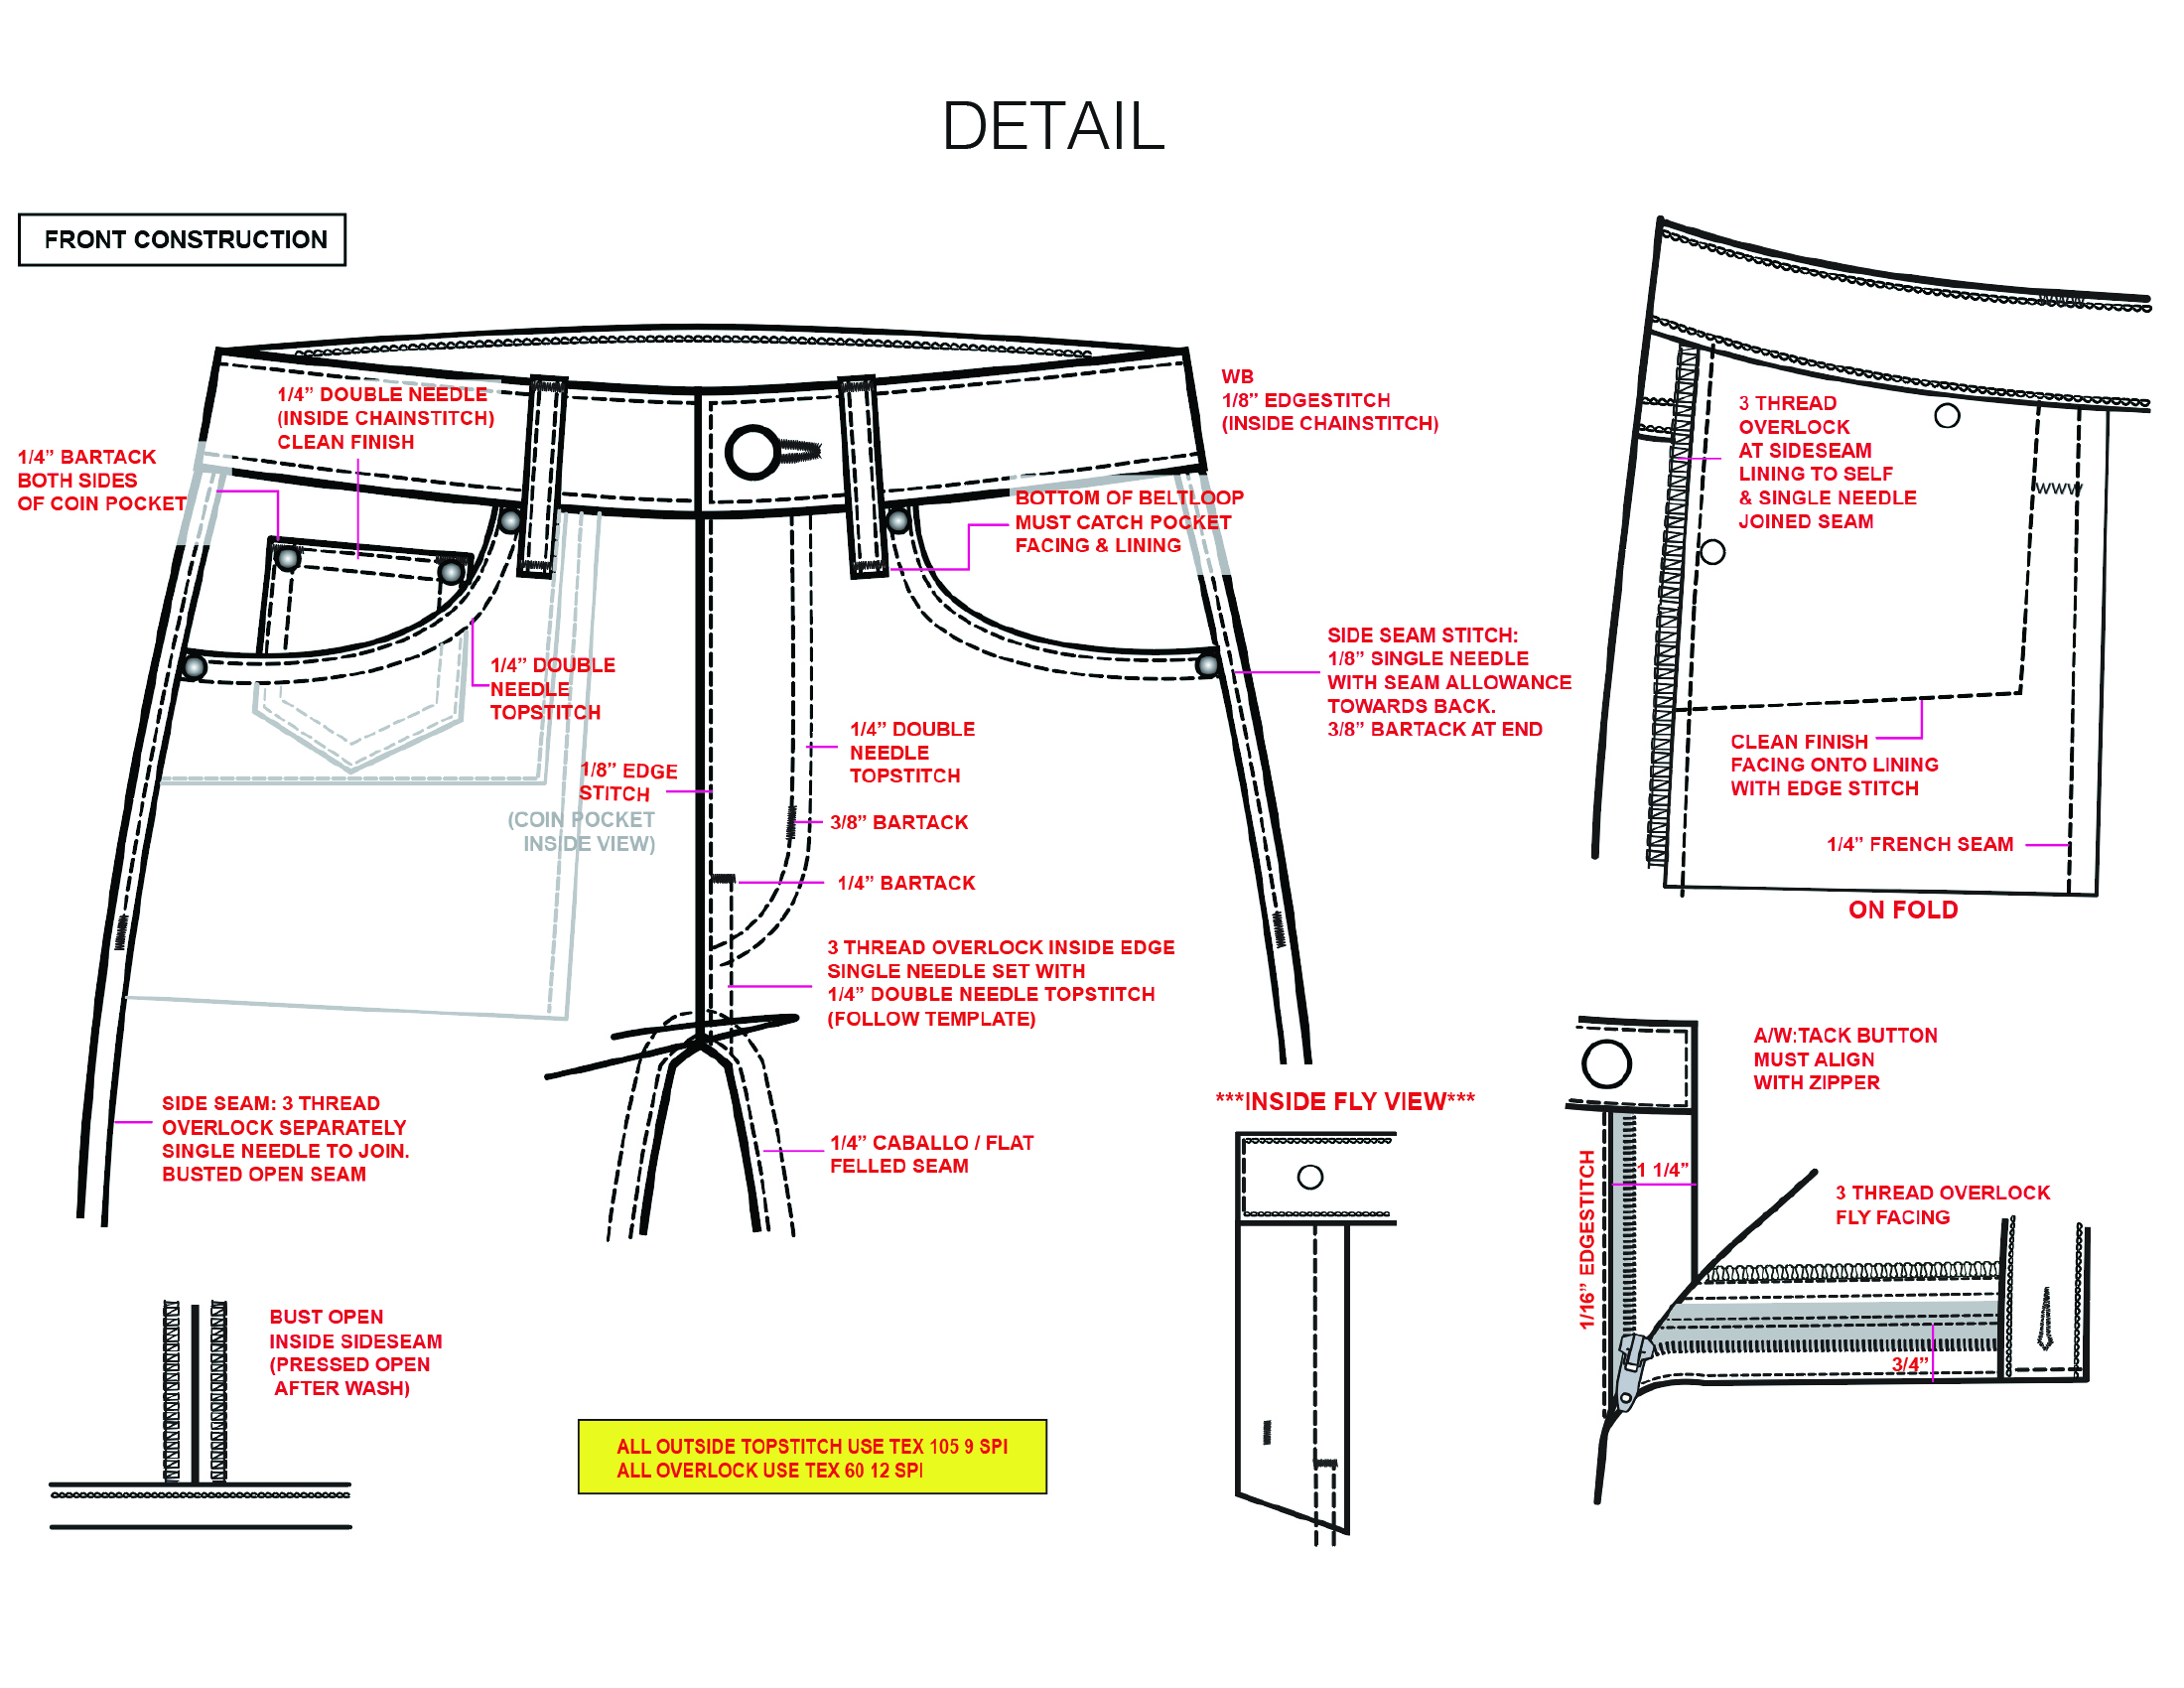 DETAIL
FRONT CONSTRUCTION
1/4” DOUBLE NEEDLE
(INSIDE CHAINSTITCH)
CLEAN FINISH
1/4” BARTACK
BOTH SIDES
OF COIN POCKET
WB
1/8” EDGESTITCH
(INSIDE CHAINSTITCH)
BOTTOM OF BELTLOOP
MUST CATCH POCKET
FACING & LINING
3 THREAD
OVERLOCK
AT SIDESEAM
LINING TO SELF
& SINGLE NEEDLE
JOINED SEAM
1/4” DOUBLE
NEEDLE
TOPSTITCH
SIDE SEAM STITCH:
1/8” SINGLE NEEDLE
WITH SEAM ALLOWANCE
TOWARDS BACK.
3/8” BARTACK AT END
1/4” DOUBLE
NEEDLE
TOPSTITCH
1/8” EDGE
STITCH
(COIN POCKET
INSIDE VIEW)
3/8” BARTACK
1/4” BARTACK
CLEAN FINISH
FACING ONTO LINING
WITH EDGE STITCH
1/4” FRENCH SEAM
ON FOLD
3 THREAD OVERLOCK INSIDE EDGE
SINGLE NEEDLE SET WITH
1/4” DOUBLE NEEDLE TOPSTITCH
(FOLLOW TEMPLATE)
A/W:TACK BUTTON
MUST ALIGN
WITH ZIPPER
SIDE SEAM: 3 THREAD
OVERLOCK SEPARATELY
SINGLE NEEDLE TO JOIN.
BUSTED OPEN SEAM
1/4” CABALLO / FLAT
FELLED SEAM
***INSIDE FLY VIEW***
1/16” EDGESTITCH
1 1/4”
3 THREAD OVERLOCK
FLY FACING
3/4”
BUST OPEN
INSIDE SIDESEAM
(PRESSED OPEN
AFTER WASH)
ALL OUTSIDE TOPSTITCH USE TEX 105 9 SPI
ALL OVERLOCK USE TEX 60 12 SPI